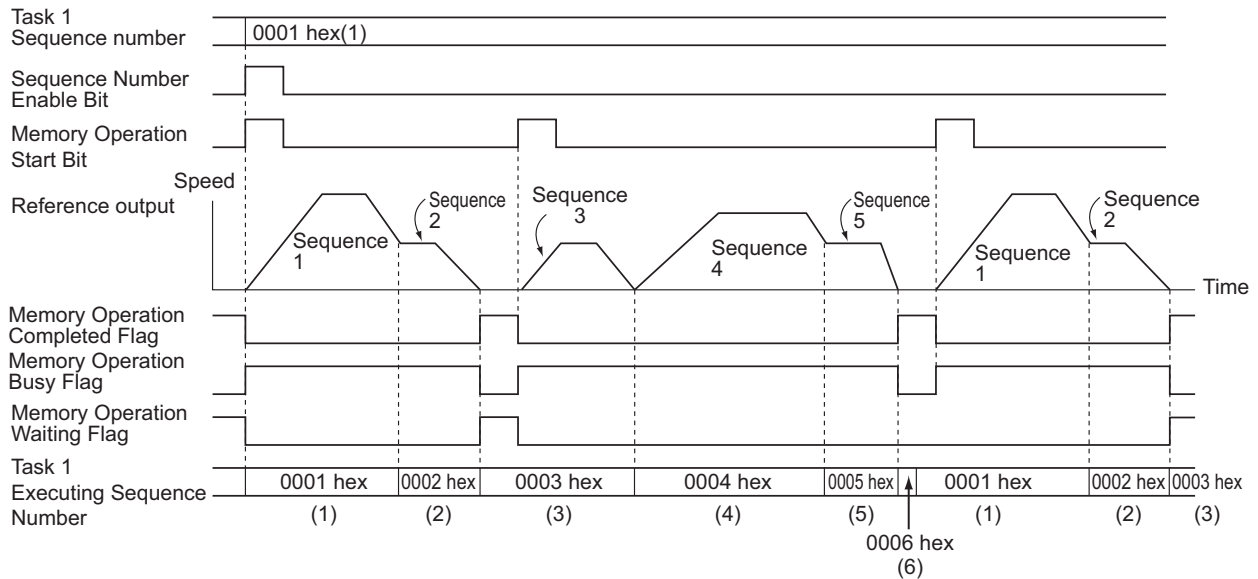 Task 1
Sequence number
0001 hex(1)
Sequence Number
Enable Bit
Memory Operation
Start Bit
Speed
Reference output
Sequence
1
Sequence
2
Sequence
3
Sequence
4
Sequence
5
Sequence
1
Sequence
2
Time
Memory Operation
Completed Flag
Memory Operation
Busy Flag
Memory Operation
Waiting Flag
Task 1
Executing Sequence
Number
0001 hex
0002 hex
0003 hex
0004 hex
0005 hex
0001 hex
0002 hex
0003 hex
(1)
(2)
(3)
(4)
(5)
(1)
(2)
(3)
0006 hex
(6)